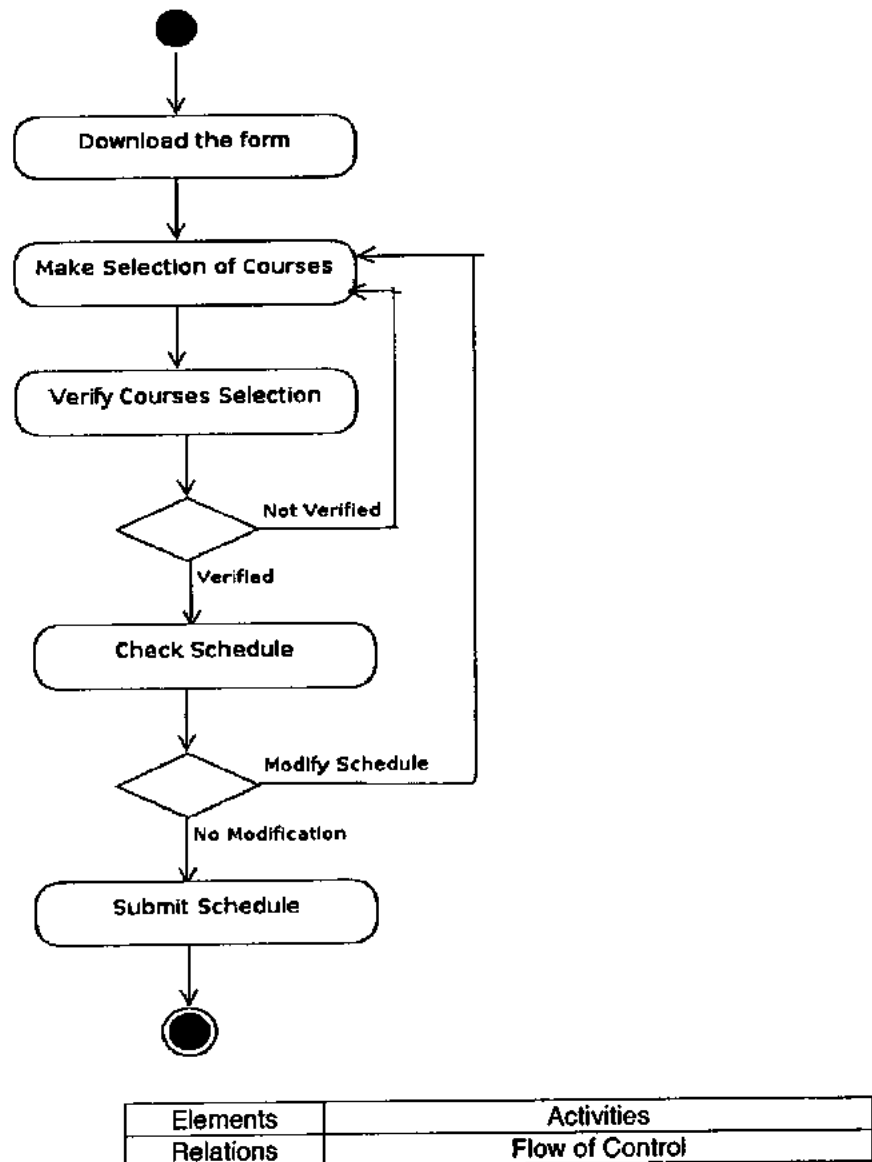 Download the form
Make Selection of Courses
Verify Courses Selection
Not Verified
Verified
Check Schedule
Modify Schedule
No Modification
Submit Schedule
Elements Activities
Relations Flow of Control